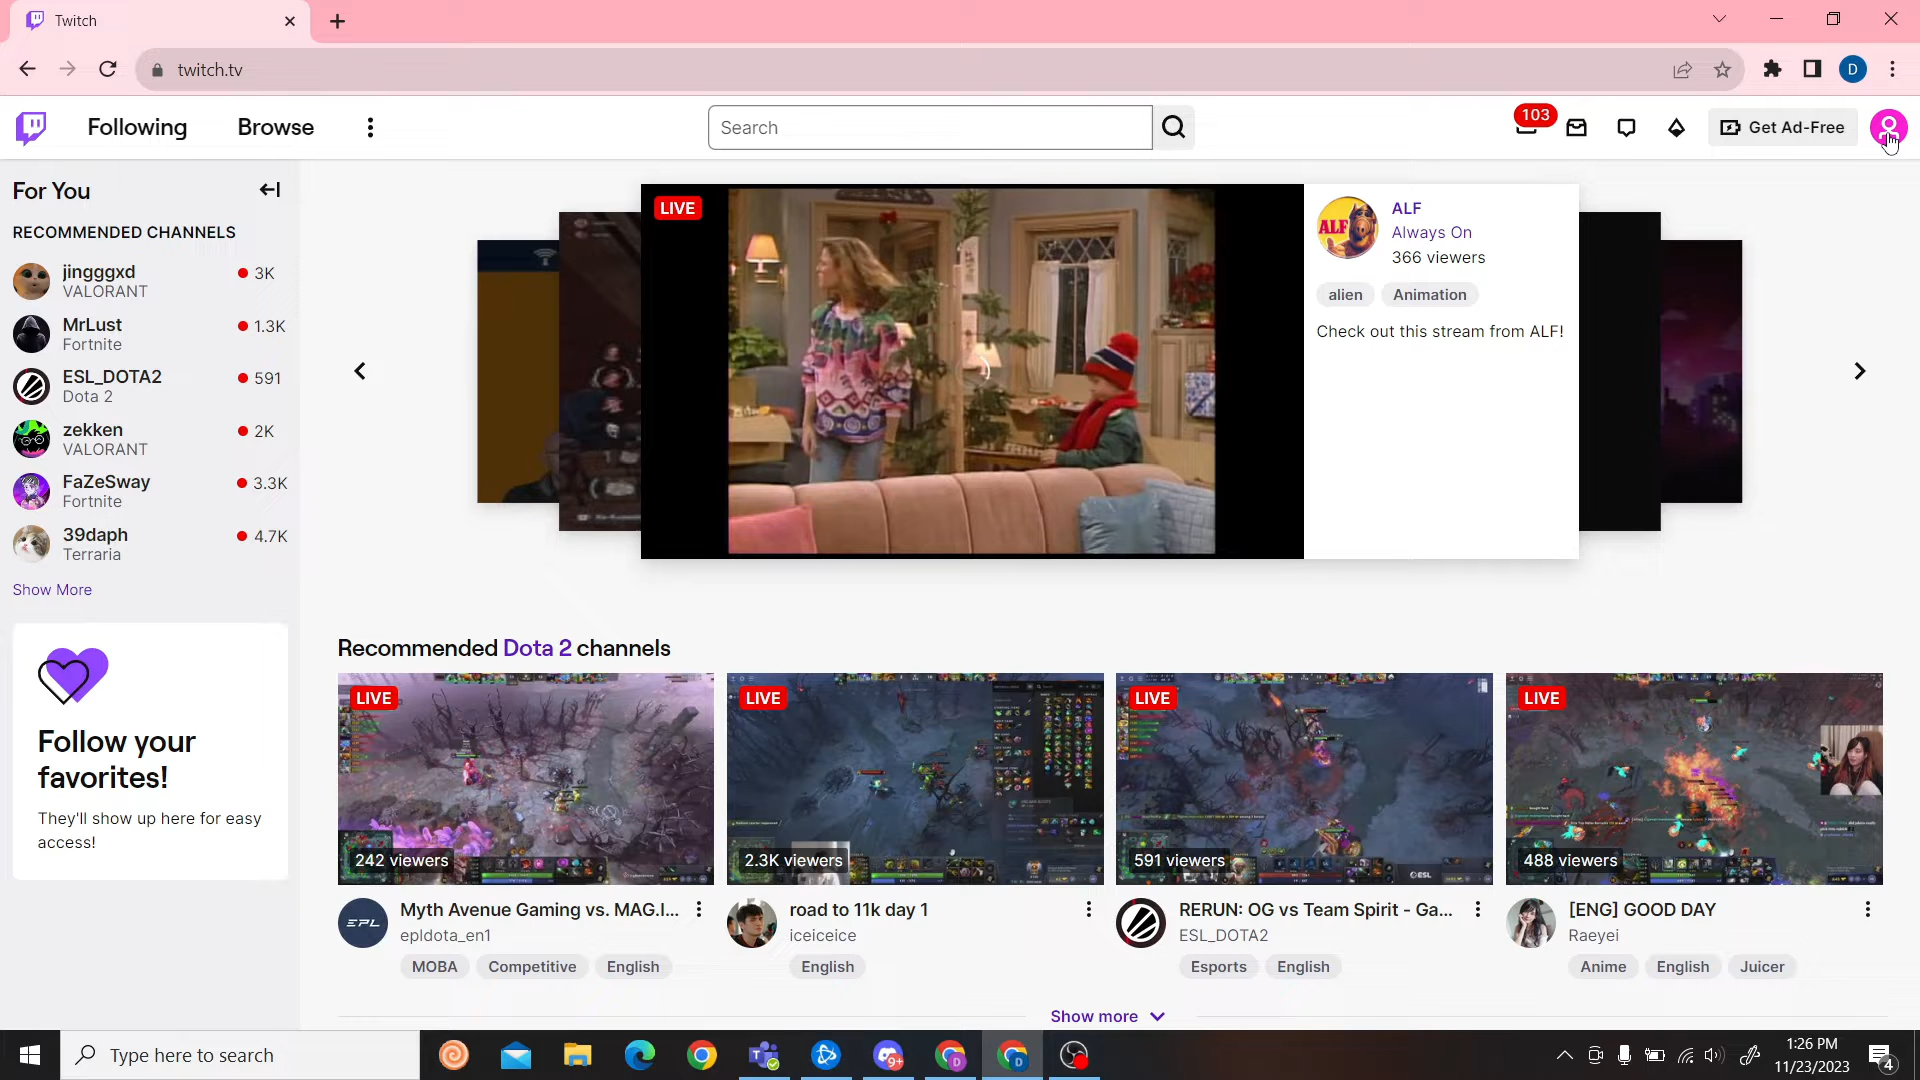 Twitch
twitch.tv
D
Following
Browse
Search
103
Get Ad-Free
For You
RECOMMENDED CHANNELS
jingggxd
3K
VALORANT
MrLust
1.3K
Fortnite
ESL_DOTA2
591
Dota 2
zekken
2K
VALORANT
FaZeSway
3.3K
Fortnite
39daph
4.7K
Terraria
Show More
Follow your
favorites!
They'll show up here for easy
access!
LIVE
ALF
ALF
Always On
366 viewers
alien
Animation
Check out this stream from ALF!
Recommended Dota 2 channels
LIVE
242 viewers
EPL
Myth Avenue Gaming vs. MAG.I...
epldota_en1
MOBA
Competitive
English
LIVE
2.3K viewers
road to 11k day 1
iceiceice
English
LIVE
591 viewers
ESL
RERUN: OG vs Team Spirit - Ga...
ESL_DOTA2
Esports
English
LIVE
488 viewers
[ENG] GOOD DAY
Raeyei
Anime
English
Juicer
Show more
Type here to search
9+
D
D
1:26 PM
11/23/2023
4